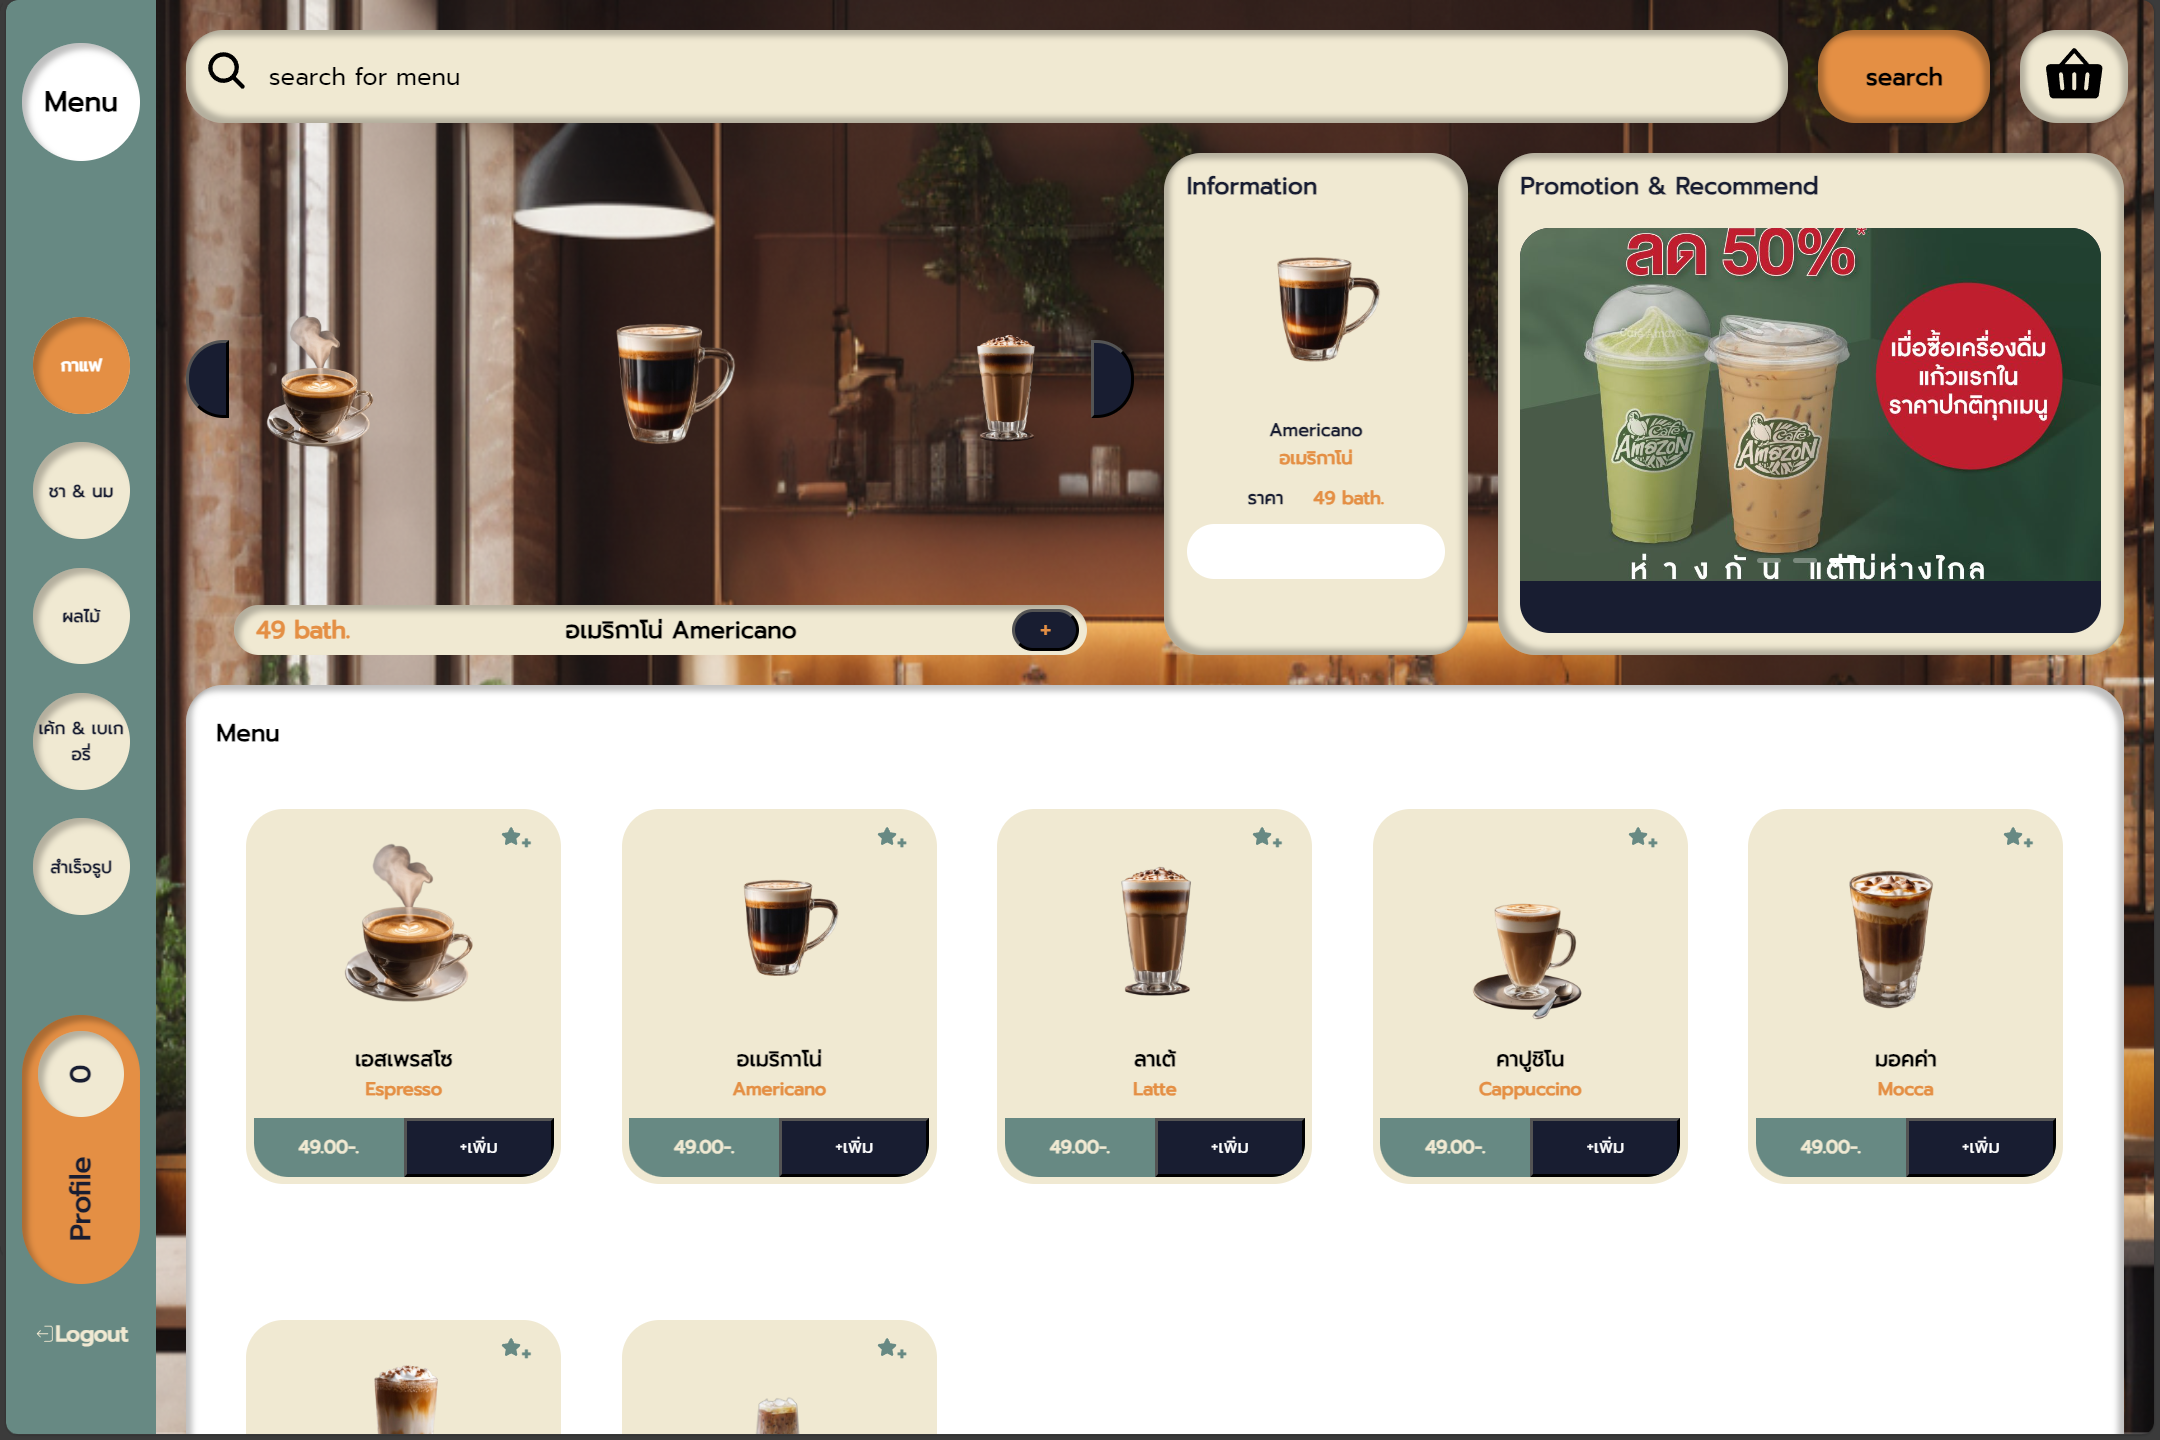 Menu
search for menu
search
กาแฟ
ชา & นม
ผลไม้
เค้ก & เบเก
อรี่
สำเร็จรูป
0
Profile
Logout
49 bath.
อเมริกาโน่ Americano
+
Information
Americano
อเมริกาโน่
ราคา 49 bath.
Promotion & Recommend
ลด 50%*
เมื่อซื้อเครื่องดื่ม
แก้วแรกใน
ราคาปกติทุกเมนู
Café
Amazon
Café
Amazon
ห่างกัน แต่ไม่ห่างไกล
Menu
เอสเพรสโซ
Espresso
49.00-.
+เพิ่ม
อเมริกาโน่
Americano
49.00-.
+เพิ่ม
ลาเต้
Latte
49.00-.
+เพิ่ม
คาปูชิโน
Cappuccino
49.00-.
+เพิ่ม
มอคค่า
Mocca
49.00-.
+เพิ่ม